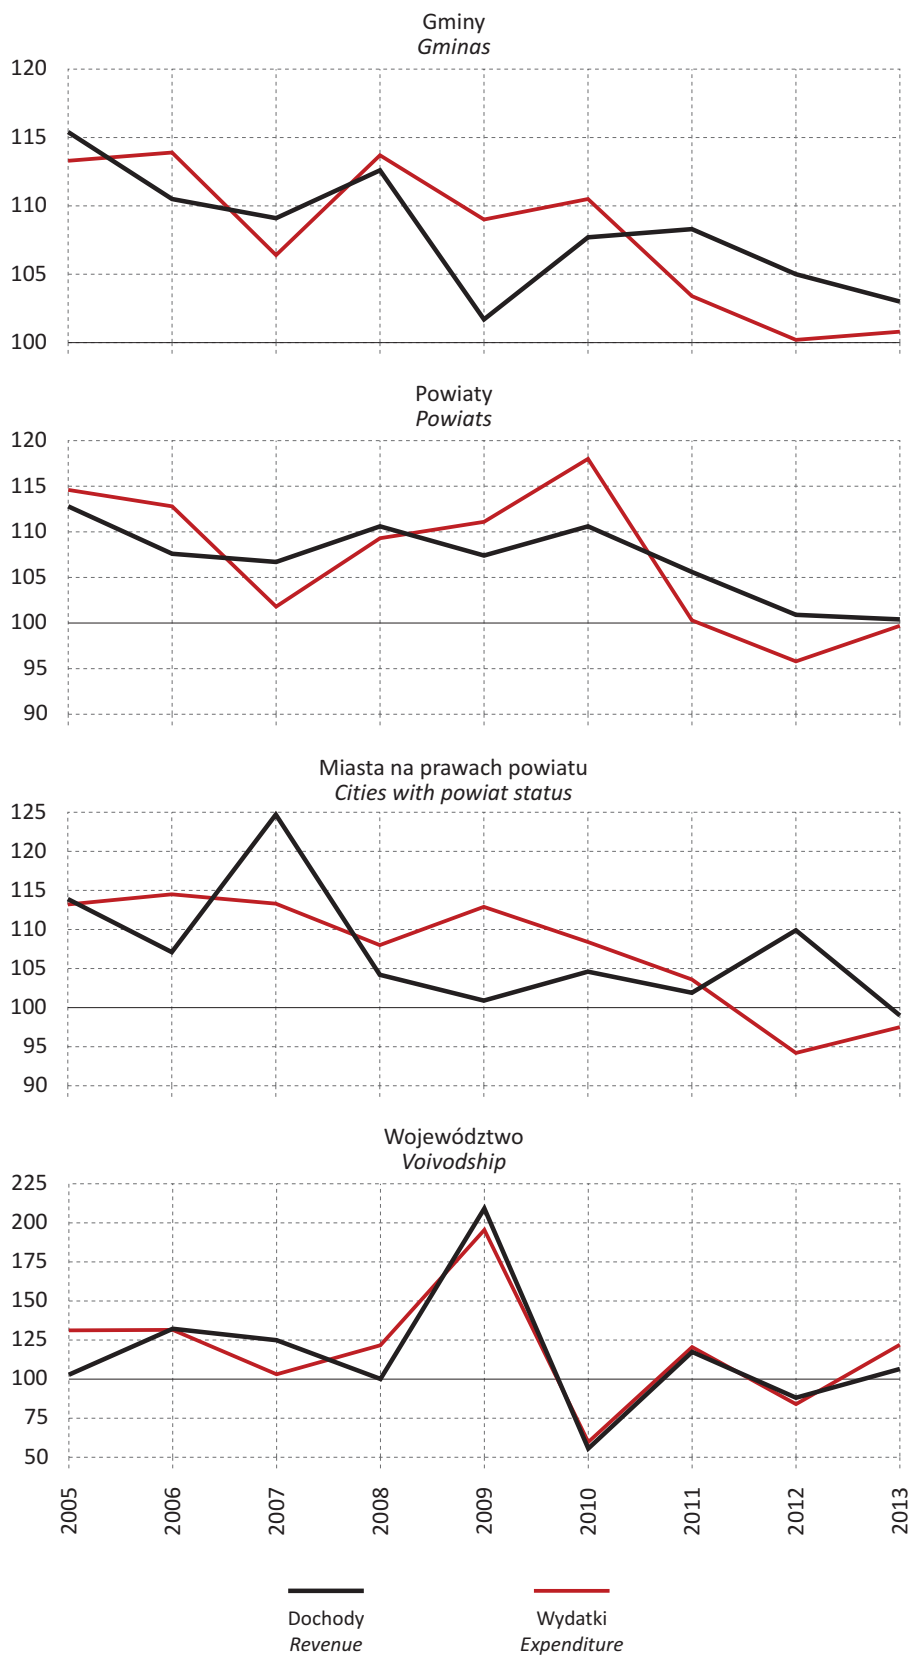 Gminy
Gminas
120
115
110
105
100
Powiaty
Powiats
120
115
110
105
100
95
90
Miasta na prawach powiatu
Cities with powiat status
125
120
115
110
105
100
95
90
Województwo
Voivodship
225
200
175
150
125
100
75
50
2005 2006 2007 2008 2009 2010 2011 2012 2013
Dochody Wydatki
Revenue Expenditure